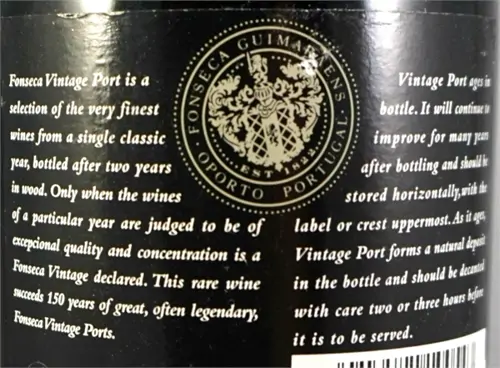 Fonseca Vintage Port is a
selection of the very finest
wines from a single classic
year, bottled after two years
in wood. Only when the wines
of a particular year are judged to be of
exceptional quality and concentration is a
Fonseca Vintage declared. This rare wine
succeeds 150 years of great, often legendary,
Fonseca Vintage Ports.
FONSECA GUIMARAENS
EST 1822
OPORTO PORTUGAL
Vintage Port ages in
bottle. It will continue to
improve for many years
after bottling and should be
stored horizontally, with the
label or crest uppermost. As it ages,
Vintage Port forms a natural deposit
in the bottle and should be decanted
with care two or three hours before
it is to be served.